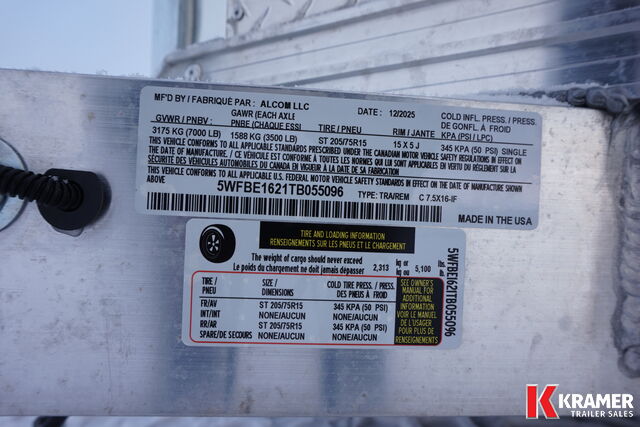 MF'D BY / FABRIQUÉ PAR : ALCOM LLC DATE : 12/2025 COLD INFL. PRESS. / PRESS.
GVWR / PNBV : GAWR (EACH AXLE PNBE (CHAQUE ESSI TIRE / PNEU RIM / JANTE DE GONFL. À FROID KPA (PSI / LPC)
3175 KG (7000 LB) 1588 KG (3500 LB) ST 205/75R15 15 X 5 J 345 KPA (50 PSI) SINGLE
THIS VEHICLE CONFORMS TO ALL APPLICABLE STANDARDS PRESCRIBED UNDER THE CANADIAN MOTOR VEHICLE SAFETY REGULATIONS IN EFFECT ON
THE DATE OF MANUFACTURE / CE VÉHICULE EST CONFORME À TOUTES LES NORMES QUI LUI SONT APPLICABLES EN VERTU DU RÈGLEMENT SUR LA
SÉCURITÉ DES VÉHICULES AUTOMOBILES DU CANADA EN VIGUEUR À LA DATE DE SA FABRICATION.
THIS VEHICLE CONFORMS TO ALL APPLICABLE U.S. FEDERAL MOTOR VEHICLE SAFETY STANDARDS IN EFFECT ON THE DATE OF MANUFACTURE SHOWN ABOVE.
5WFBE1621TB055096 TYPE: TRA/REM C 7.5X16-IF
MADE IN THE USA
TIRE AND LOADING INFORMATION
RENSEIGNEMENTS SUR LES PNEUS ET LE CHARGEMENT
The weight of cargo should never exceed
Le poids du chargement ne doit jamais dépasser 2,313 kg or kg ou 5,100 lbs. lb.
TIRE / PNEU SIZE / DIMENSIONS COLD TIRE PRESS. / PRESS. DES PNEUS À FROID
FR/AV ST 205/75R15 345 KPA (50 PSI)
INT/INT NONE/AUCUN NONE/AUCUN
RR/AR ST 205/75R15 345 KPA (50 PSI)
SPARE/DE SECOURS NONE/AUCUN NONE/AUCUN
SEE OWNER'S
MANUAL FOR
ADDITIONAL
INFORMATION
VOIR LE MANUEL
DE L'USAGER
POUR PLUS DE
RENSEIGNEMENTS
5WFBE1621TB055096
K KRAMER
TRAILER SALES